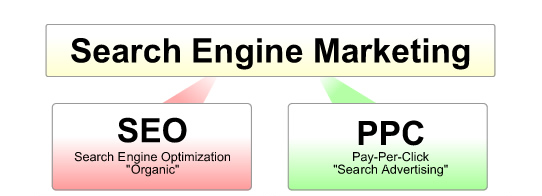 Search Engine Marketing
SEO
Search Engine Optimization
"Organic"
PPC
Pay-Per-Click
"Search Advertising"